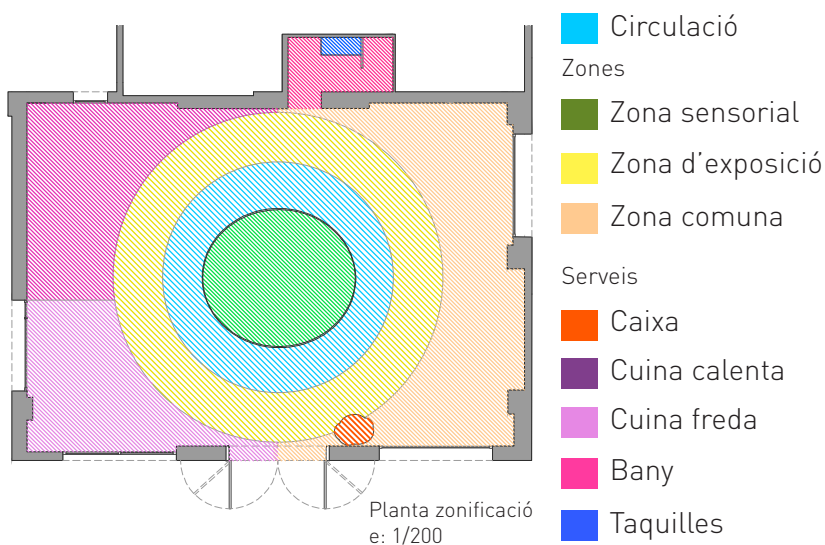 Circulació
Zones
Zona sensorial
Zona d'exposició
Zona comuna
Serveis
Caixa
Cuina calenta
Cuina freda
Bany
Taquilles
Planta zonificació
e: 1/200